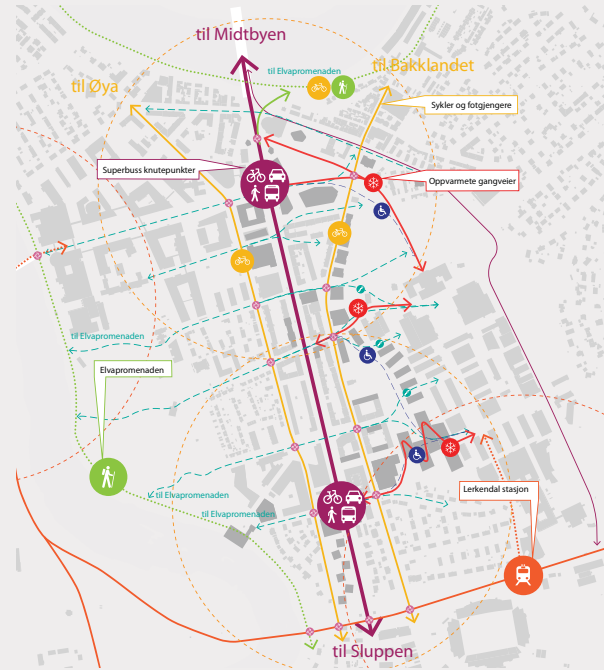 til Midtbyen
til Elvapromenaden
til Bakklandet
til Øya
Sykler og fotgjengere
Superbuss knutepunkter
Oppvarmete gangveier
til Elvapromenaden
Elvapromenaden
Lerkendal stasjon
til Elvapromenaden
til Elvapromenaden
til Sluppen